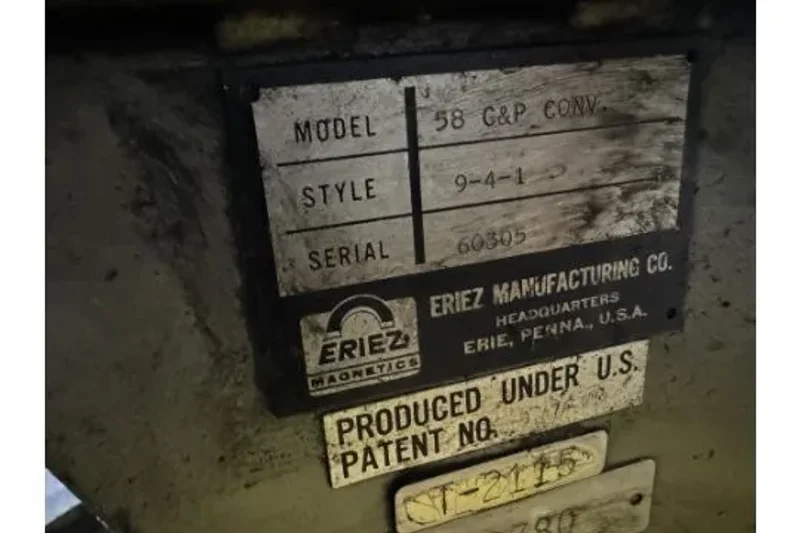 MODEL 58 C&P CONV.
STYLE 9-4-1
SERIAL 60305
ERIEZ MAGNETICS
ERIEZ MANUFACTURING CO.
HEADQUARTERS
ERIE, PENNA., U.S.A.
PRODUCED UNDER U.S.
PATENT NO.
CT-2115